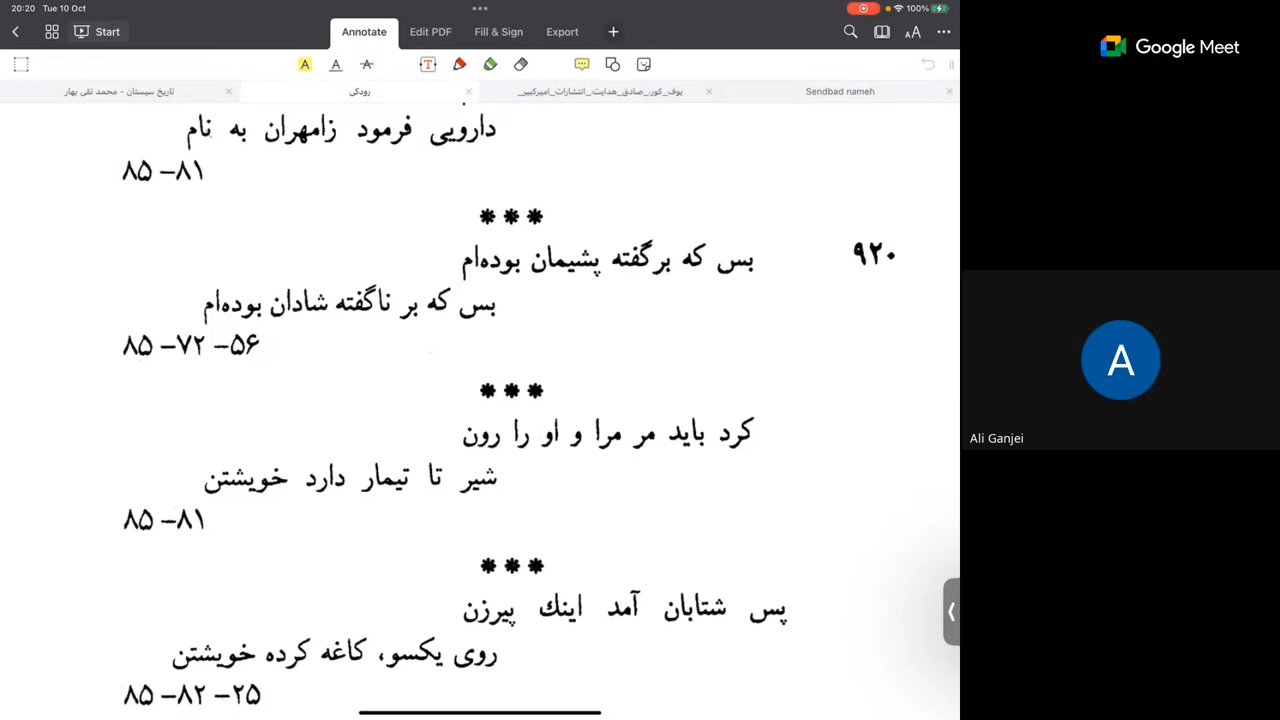 20:20 Tue 10 Oct
100%
Start
Annotate
Edit PDF
Fill & Sign
Export
Google Meet
تاریخ سیستان - محمد تقی بهار
رودکی
بوف_کور_صادق_هدایت_انتشارات_امیرکبیر_
Sendbad nameh
دارویی فرمود زامهران به نام
۸۵ -۸۱
***
۹۲۰
بس که برگفته پشیمان بوده‌ام
بس که بر ناگفته شادان بوده‌ام
۸۵ -۷۲ -۵۶
***
کرد باید مر مرا و او را رون
شیر تا تیمار دارد خویشتن
۸۵ -۸۱
***
پس شتابان آمد اینك پیرزن
روی یکسو، کاغه کرده خویشتن
۸۵ -۸۲ -۲۵
A
Ali Ganjei